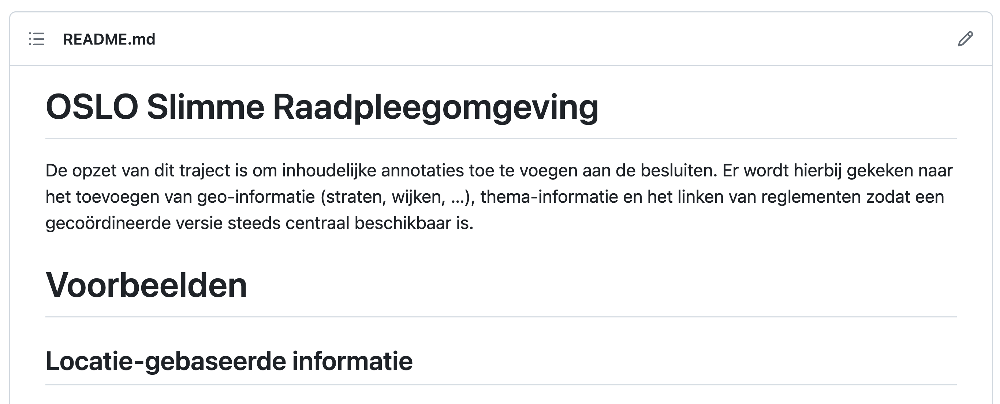 README.md
OSLO Slimme Raadpleegomgeving
De opzet van dit traject is om inhoudelijke annotaties toe te voegen aan de besluiten. Er wordt hierbij gekeken naar
het toevoegen van geo-informatie (straten, wijken, ...), thema-informatie en het linken van reglementen zodat een
gecoördineerde versie steeds centraal beschikbaar is.
Voorbeelden
Locatie-gebaseerde informatie